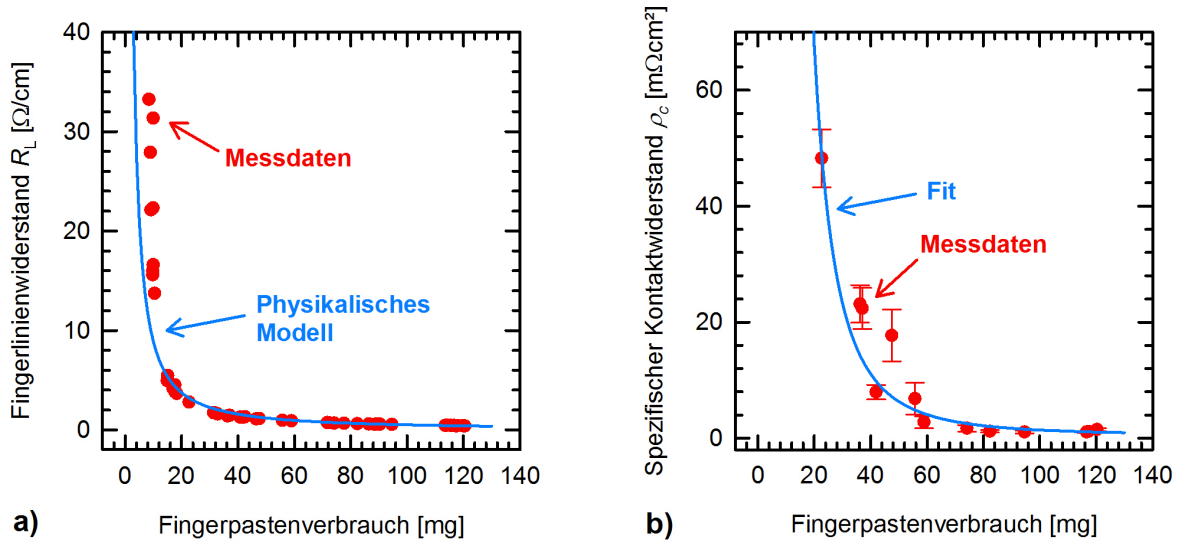 Fingerlinienwiderstand R_L [Ω/cm]
40
30
20
10
0
Messdaten
Physikalisches
Modell
0 20 40 60 80 100 120 140
Fingerpastenverbrauch [mg]
a)
Spezifischer Kontaktwiderstand ρ_c [mΩcm²]
60
40
20
0
Fit
Messdaten
0 20 40 60 80 100 120 140
Fingerpastenverbrauch [mg]
b)